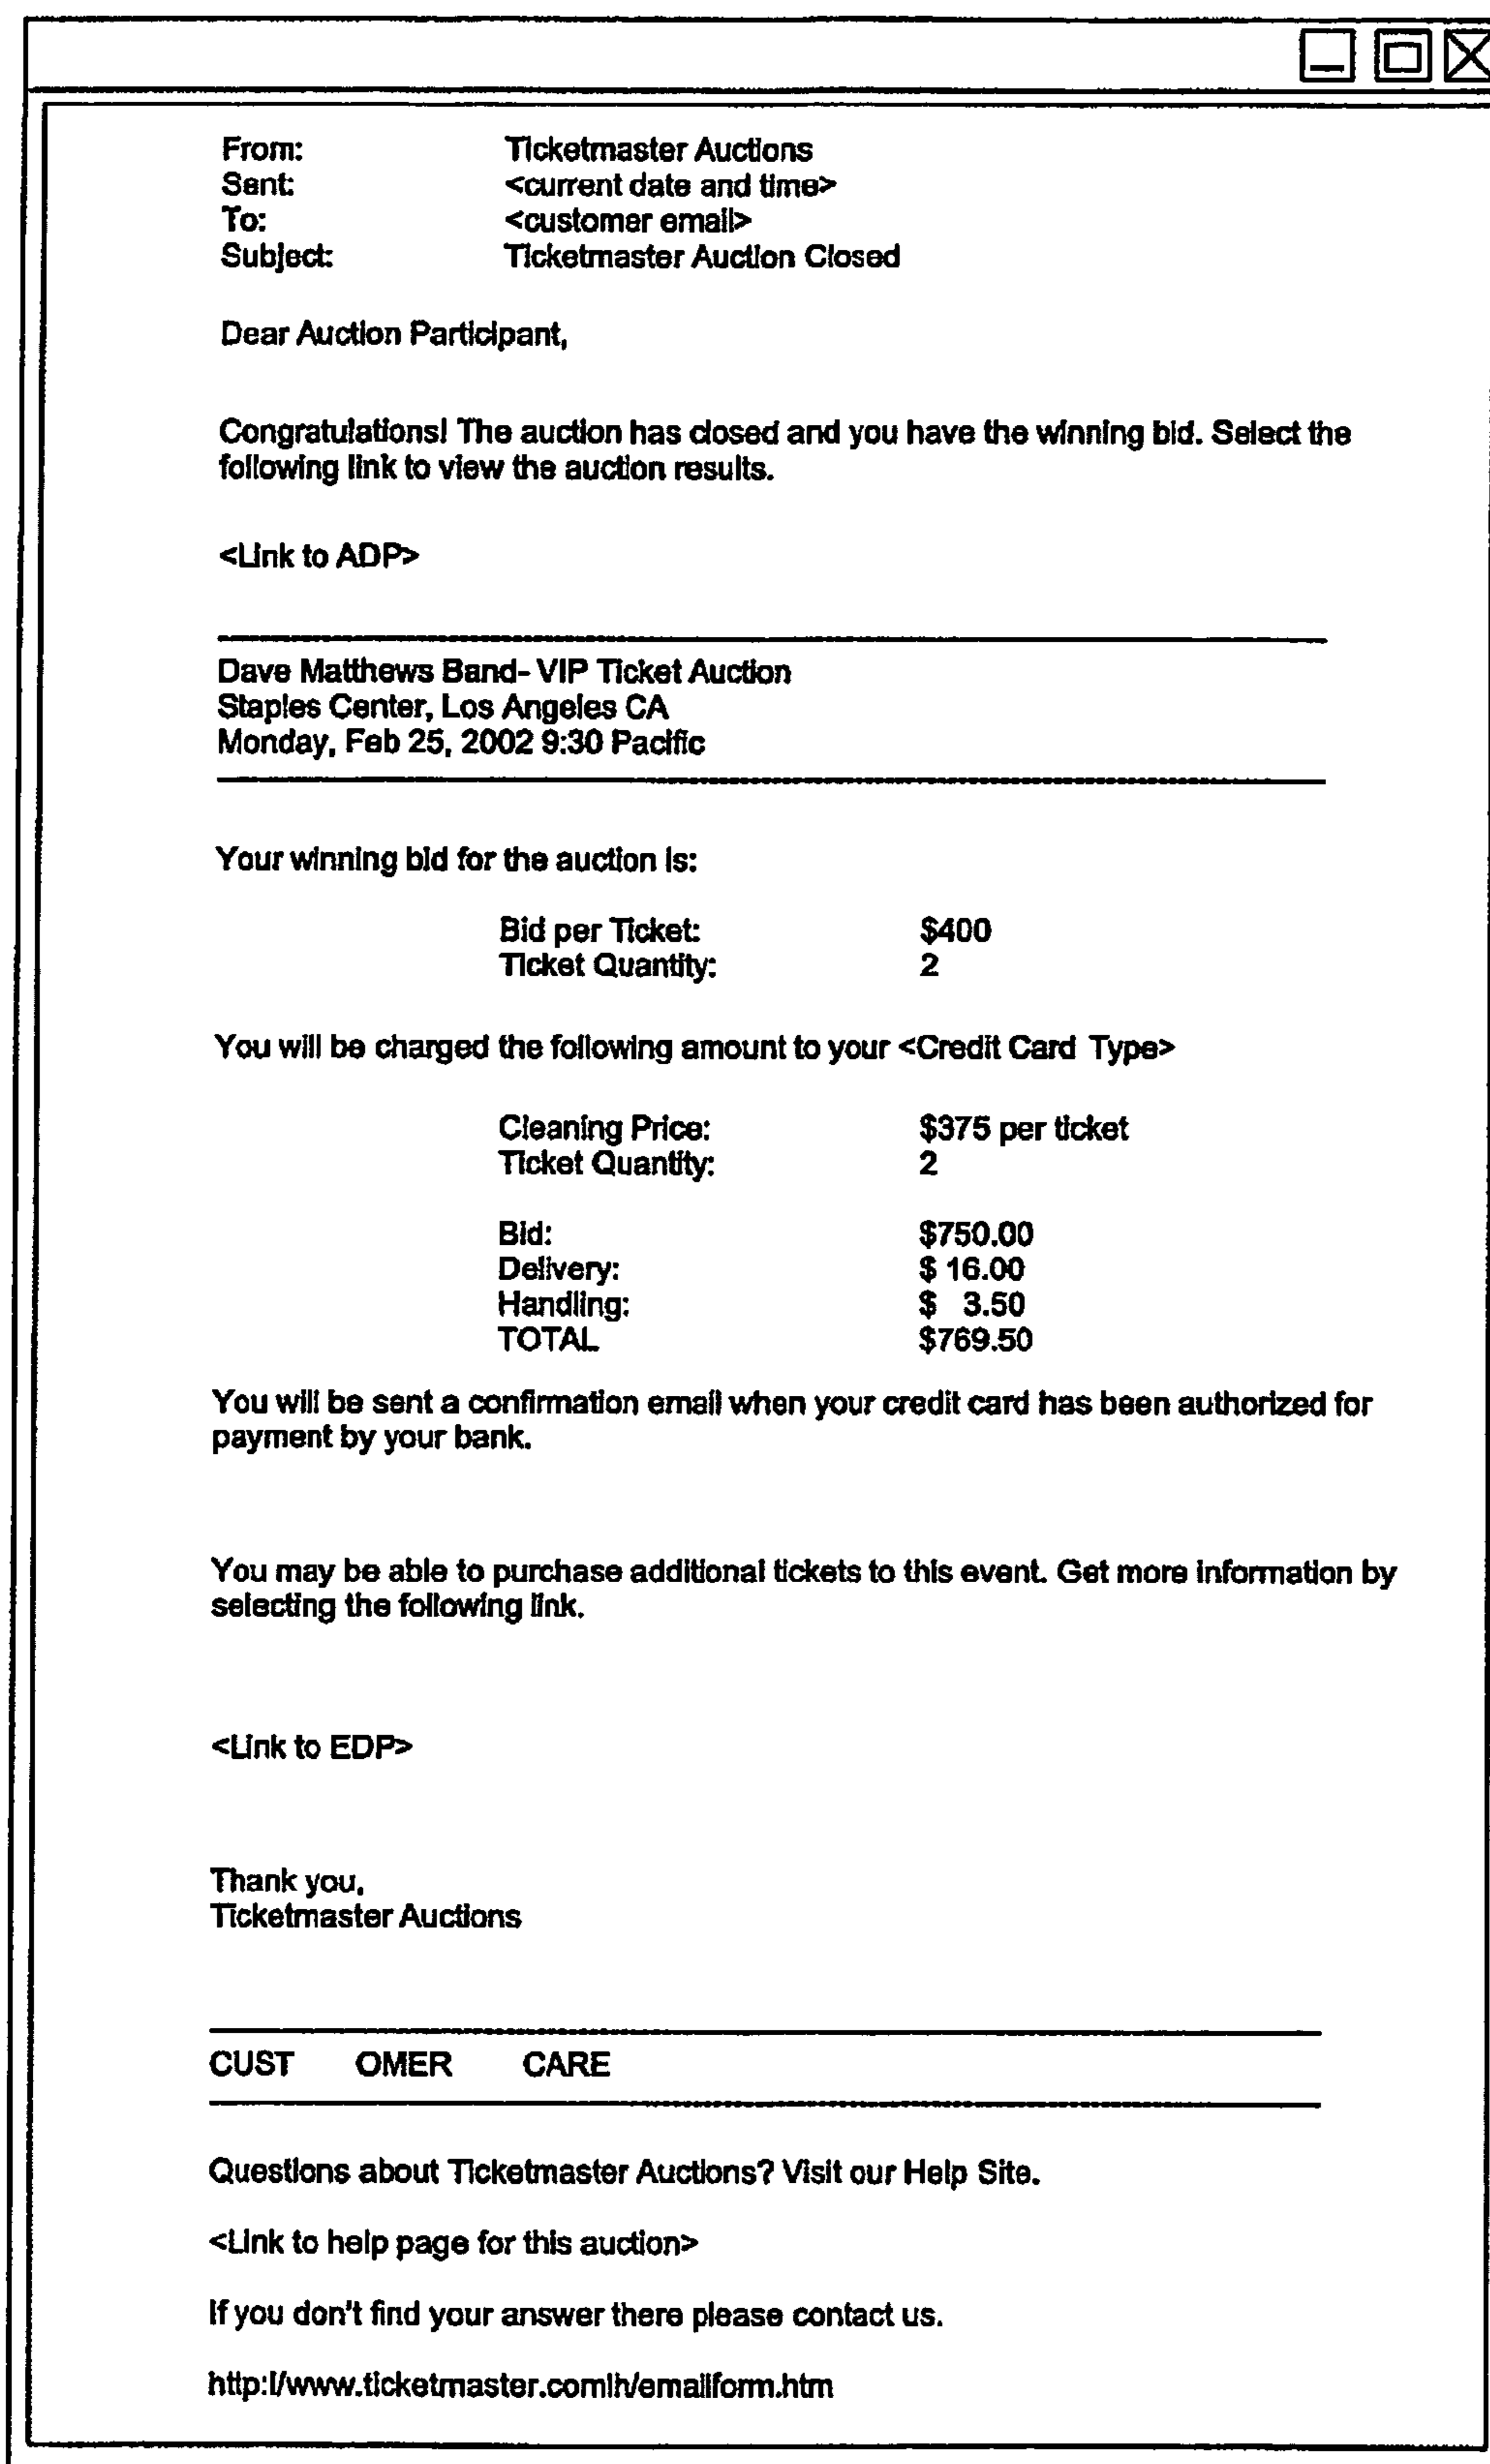 From: Ticketmaster Auctions
Sent: <current date and time>
To: <customer email>
Subject: Ticketmaster Auction Closed
Dear Auction Participant,
Congratulations! The auction has closed and you have the winning bid. Select the
following link to view the auction results.
<Link to ADP>
Dave Matthews Band- VIP Ticket Auction
Staples Center, Los Angeles CA
Monday, Feb 25, 2002 9:30 Pacific
Your winning bid for the auction is:
Bid per Ticket: $400
Ticket Quantity: 2
You will be charged the following amount to your <Credit Card Type>
Cleaning Price: $375 per ticket
Ticket Quantity: 2
Bid: $750.00
Delivery: $ 16.00
Handling: $ 3.50
TOTAL $769.50
You will be sent a confirmation email when your credit card has been authorized for
payment by your bank.
You may be able to purchase additional tickets to this event. Get more information by
selecting the following link.
<Link to EDP>
Thank you,
Ticketmaster Auctions
CUST OMER CARE
Questions about Ticketmaster Auctions? Visit our Help Site.
<Link to help page for this auction>
If you don't find your answer there please contact us.
http:l/www.ticketmaster.comlh/emailform.htm